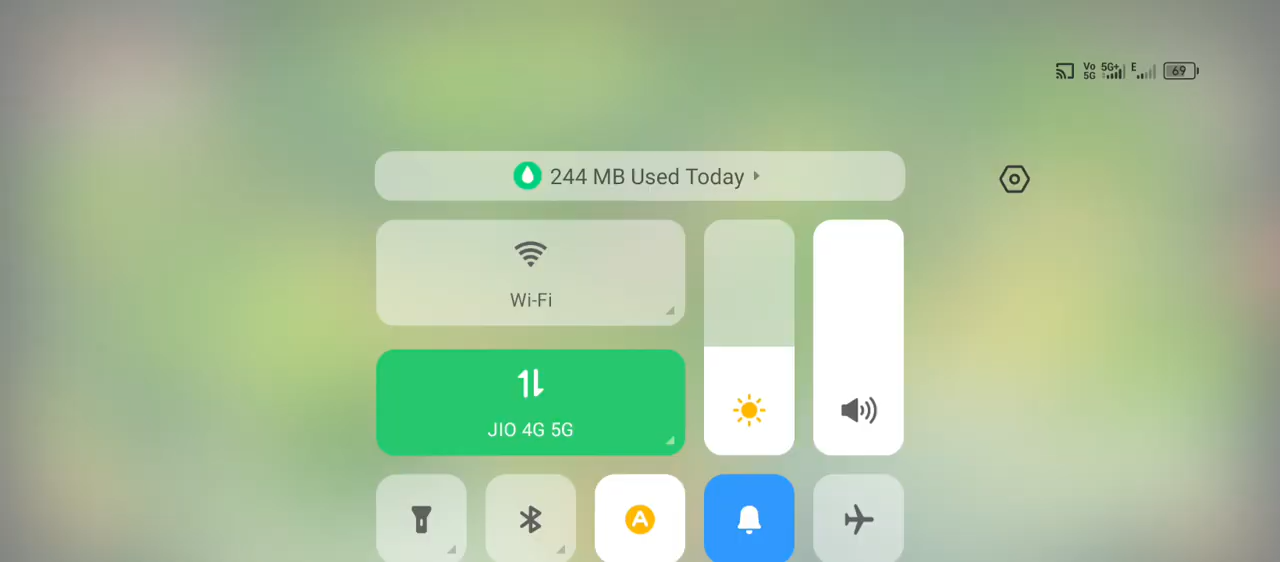 Vo 5G 5G+ E 69
244 MB Used Today
Wi-Fi
JIO 4G 5G
A